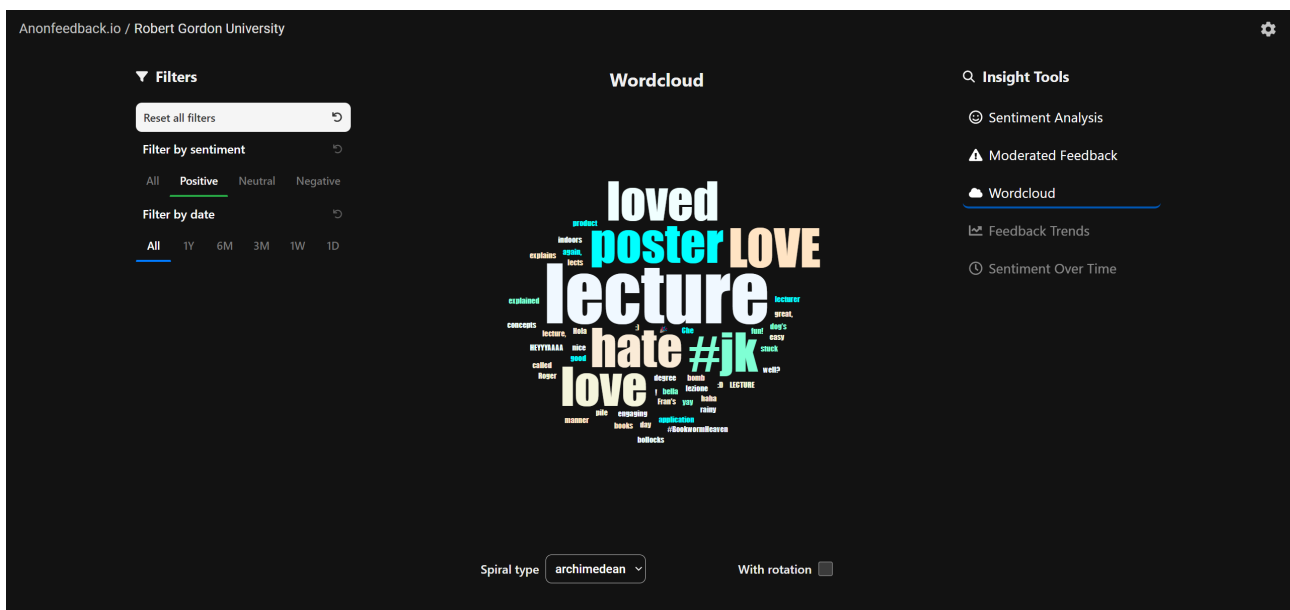 Anonfeedback.io / Robert Gordon University
Filters
Reset all filters
Filter by sentiment
All Positive Neutral Negative
Filter by date
All 1Y 6M 3M 1W 1D
Wordcloud
loved
product
poster LOVE
indoors
explains again,
lects
lecture
explained
lecturer
great,
concepts
lecture, Hola :) Che fun! dog's
easy
hate #jk
HEYYYAAAA nice
stuck
good
called
well?
Roger
love
degree bomb
! bella lezione :D LECTURE
Fran's yay haha
rainy
pile engaging
manner
books day application
#BookwormHeaven
bollocks
Spiral type archimedean With rotation
Insight Tools
Sentiment Analysis
Moderated Feedback
Wordcloud
Feedback Trends
Sentiment Over Time